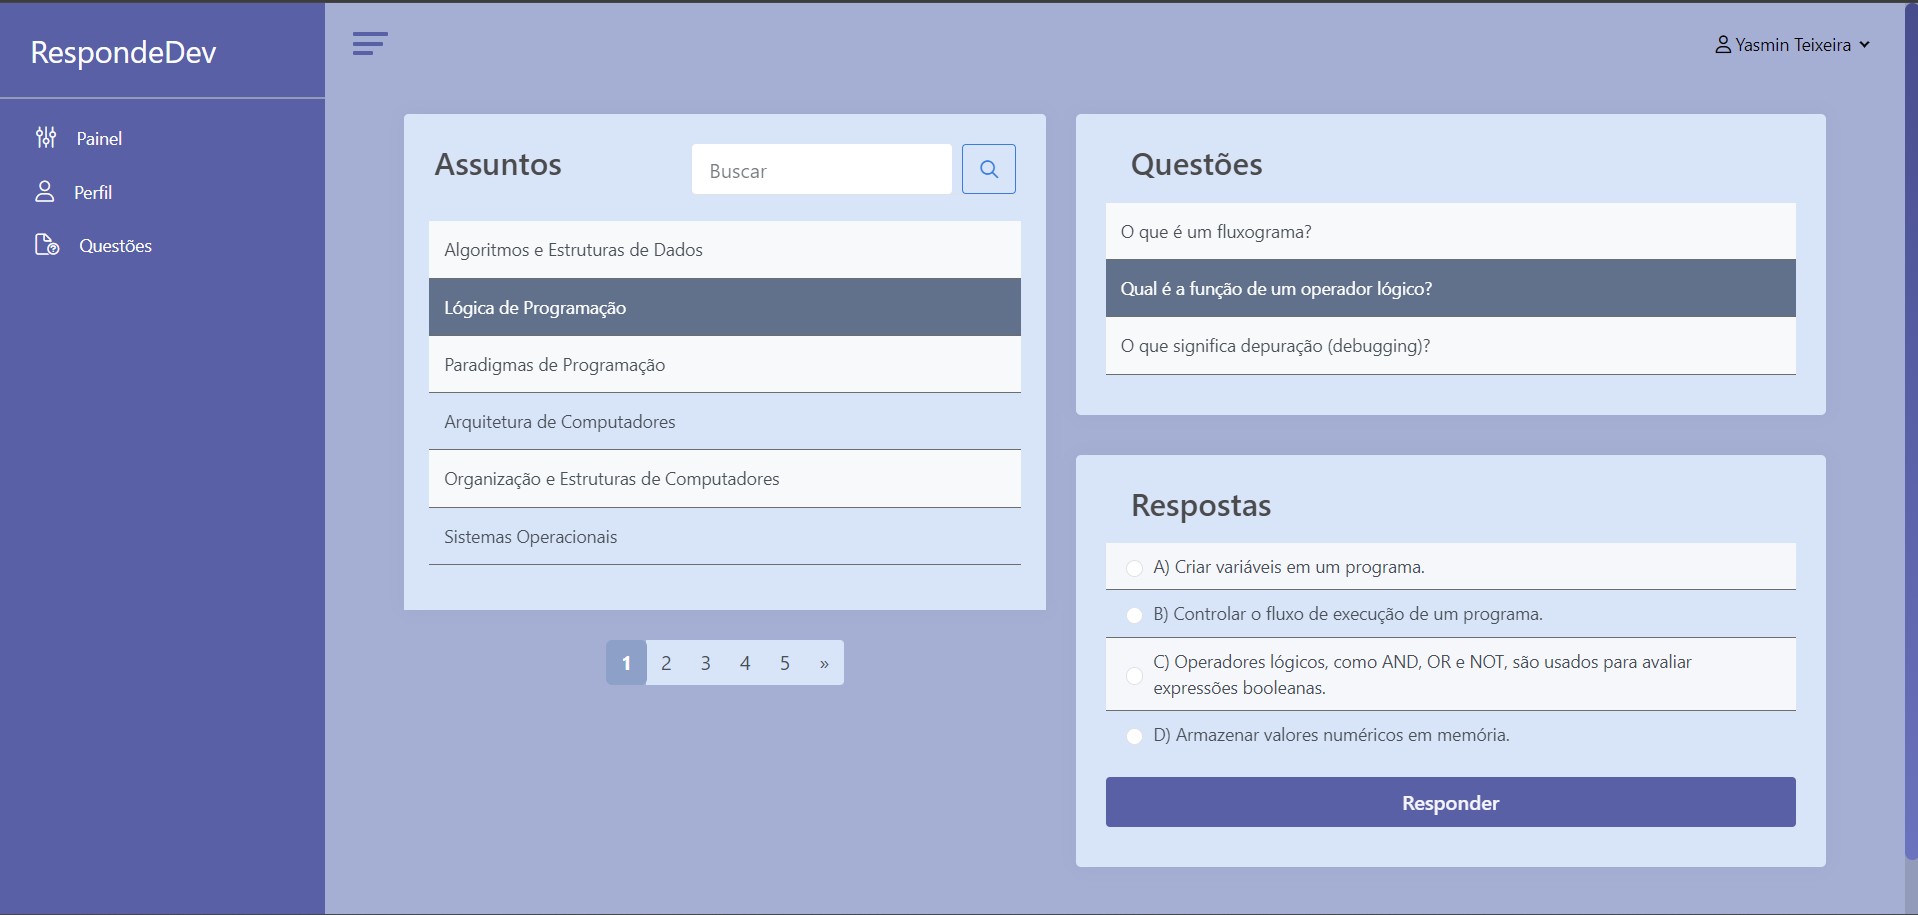 RespondeDev
Painel
Perfil
Questões
Yasmin Teixeira
Assuntos
Buscar
Algoritmos e Estruturas de Dados
Lógica de Programação
Paradigmas de Programação
Arquitetura de Computadores
Organização e Estruturas de Computadores
Sistemas Operacionais
1 2 3 4 5 »
Questões
O que é um fluxograma?
Qual é a função de um operador lógico?
O que significa depuração (debugging)?
Respostas
A) Criar variáveis em um programa.
B) Controlar o fluxo de execução de um programa.
C) Operadores lógicos, como AND, OR e NOT, são usados para avaliar
expressões booleanas.
D) Armazenar valores numéricos em memória.
Responder